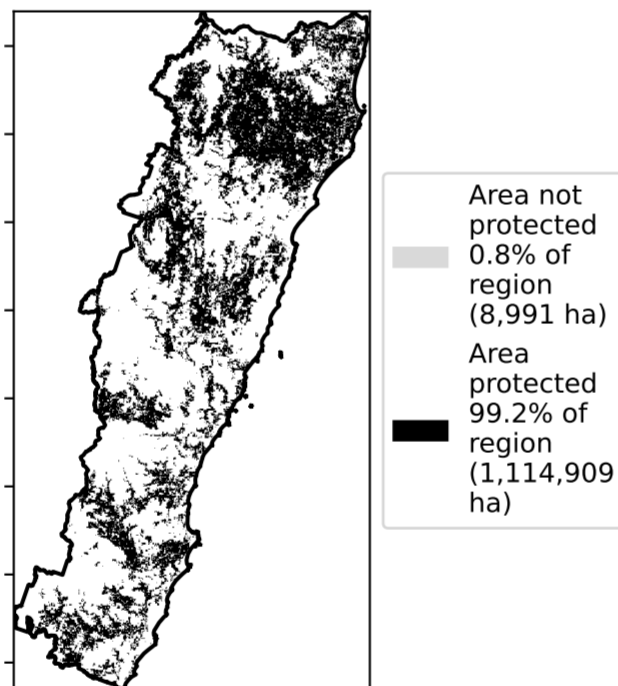 Area not
protected
0.8% of
region
(8,991 ha)
Area
protected
99.2% of
region
(1,114,909
ha)